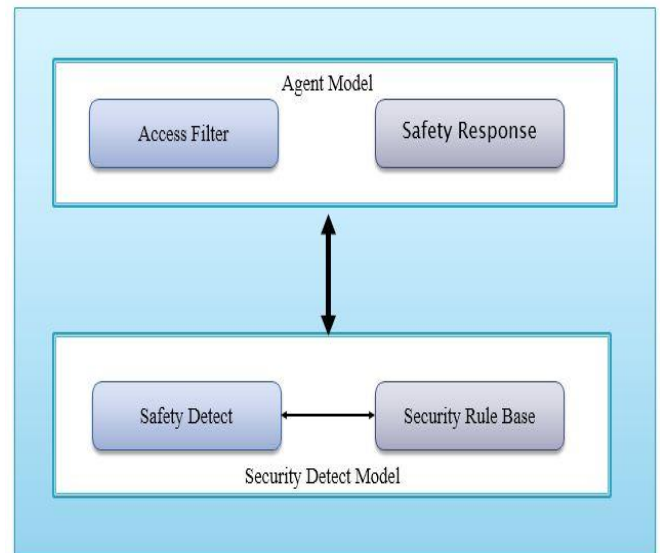 Agent Model
Access Filter
Safety Response
Safety Detect
Security Rule Base
Security Detect Model